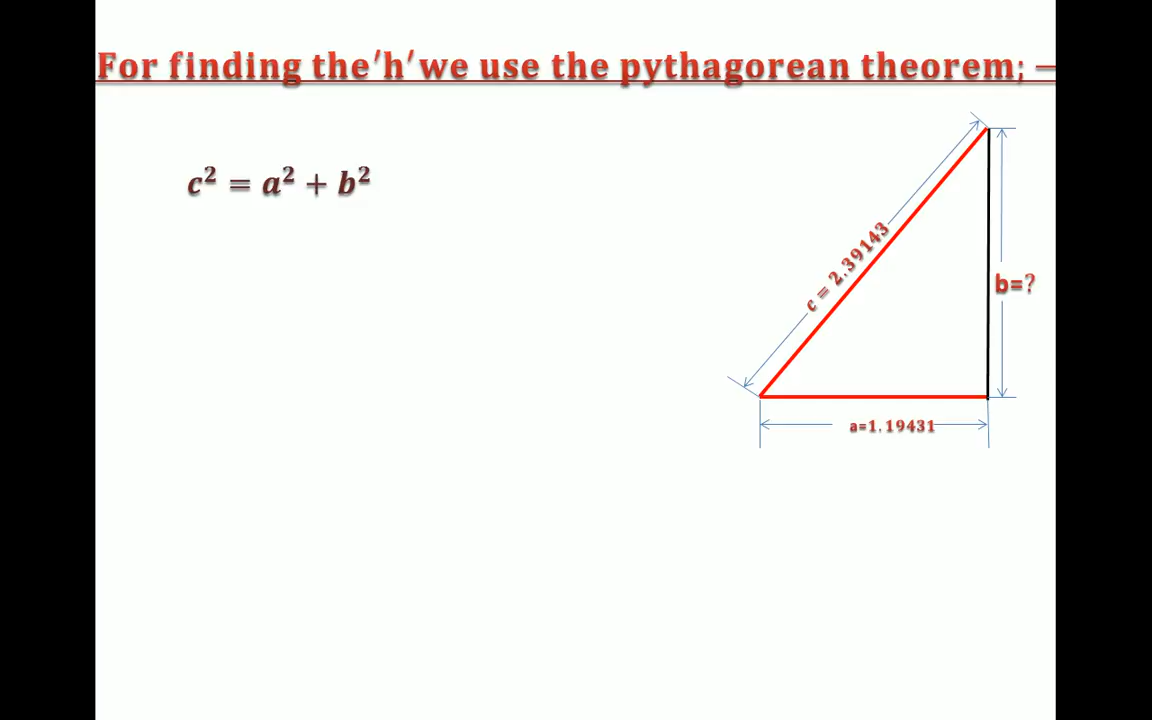 For finding the'h'we use the pythagorean theorem; —
c² = a² + b²
c = 2.39143
b=?
a=1.19431